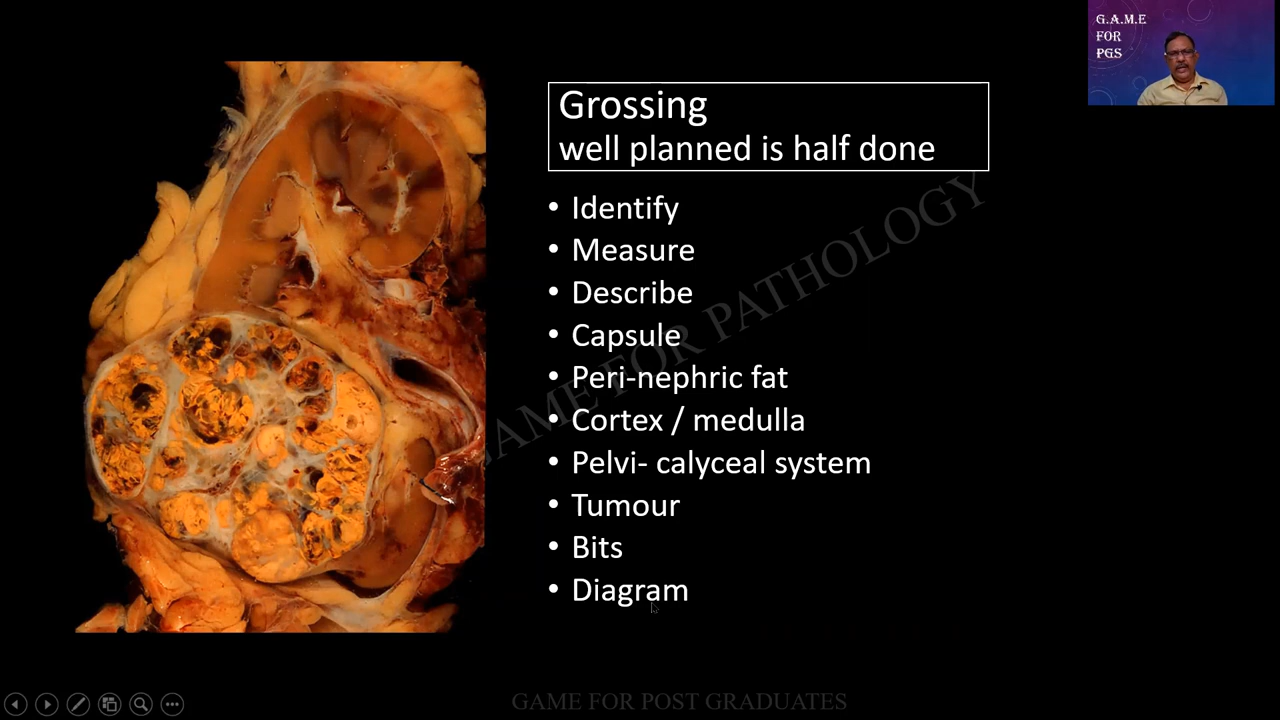 G.A.M.E
FOR
PGS
Grossing
well planned is half done
• Identify
• Measure
• Describe
• Capsule
• Peri-nephric fat
• Cortex / medulla
• Pelvi- calyceal system
• Tumour
• Bits
• Diagram
GAME FOR PATHOLOGY
GAME FOR POST GRADUATES